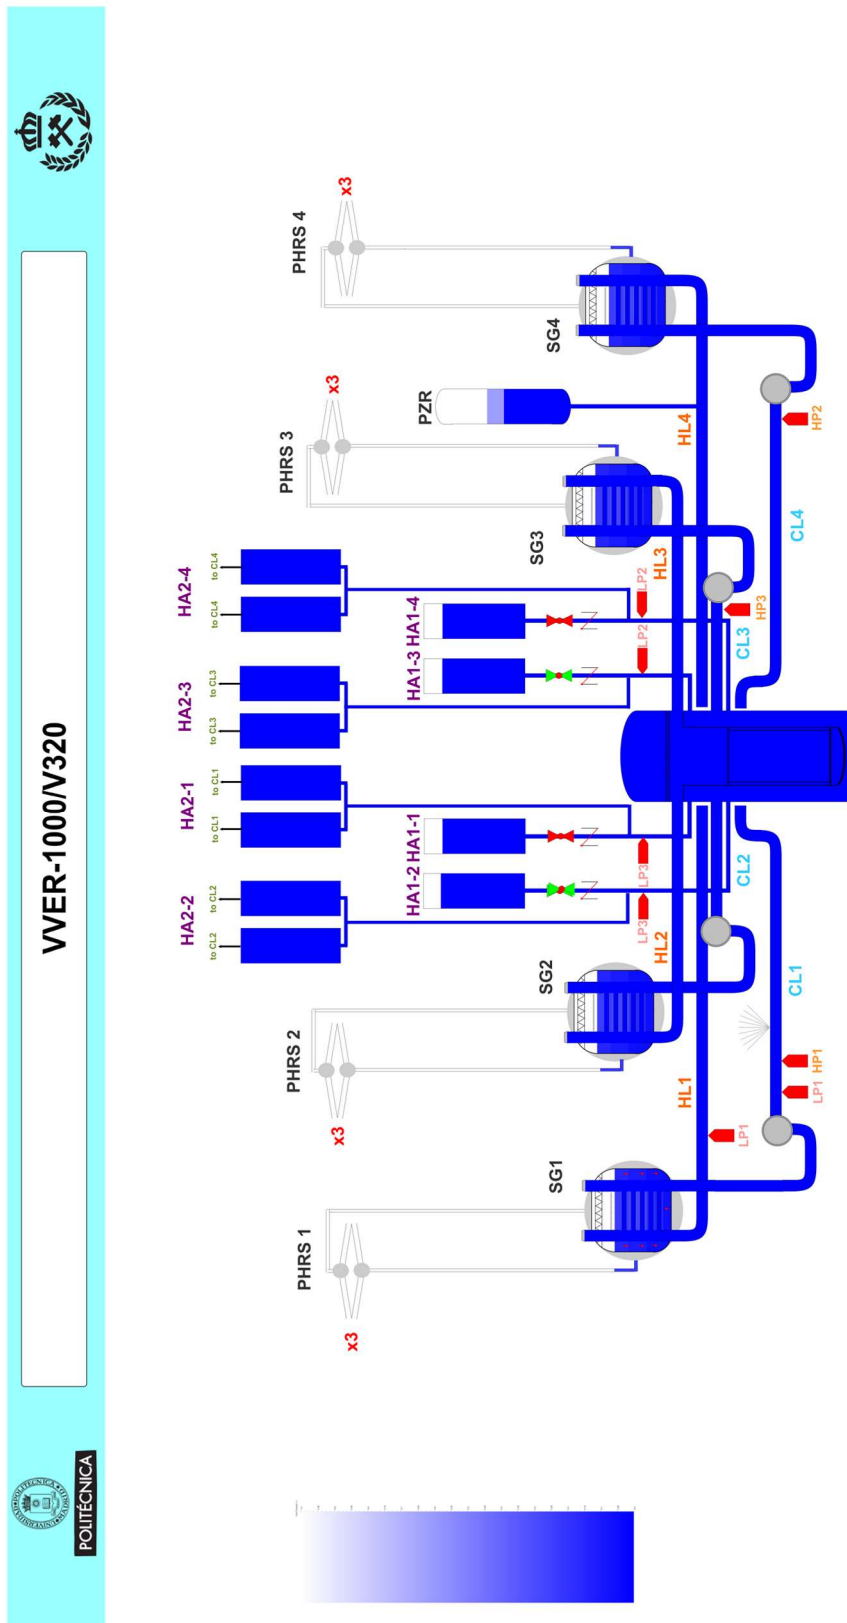 VVER-1000/V320
POLITÉCNICA
UNIVERSIDAD POLITÉCNICA
HA2-2
HA2-1
HA2-3
HA2-4
to CL2
to CL2
to CL1
to CL1
to CL3
to CL3
to CL4
to CL4
PHRS 1
PHRS 2
PHRS 3
PHRS 4
x3
x3
x3
x3
HA1-2
HA1-1
HA1-3
HA1-4
PZR
SG1
SG2
SG3
SG4
LP3
LP3
LP2
LP2
HL1
HL2
HL3
HL4
LP1
LP1
HP1
HP3
HP2
CL1
CL2
CL3
CL4